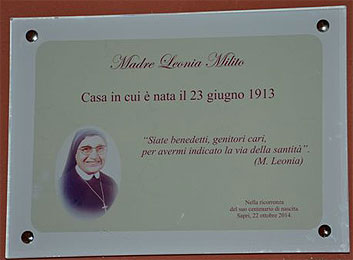 Madre Leonia Milito
Casa in cui è nata il 23 giugno 1913
"Siate benedetti, genitori cari,
per avermi indicato la via della santità".
(M. Leonia)
Nella ricorrenza
del suo centenario di nascita.
Sapri, 22 ottobre 2014.